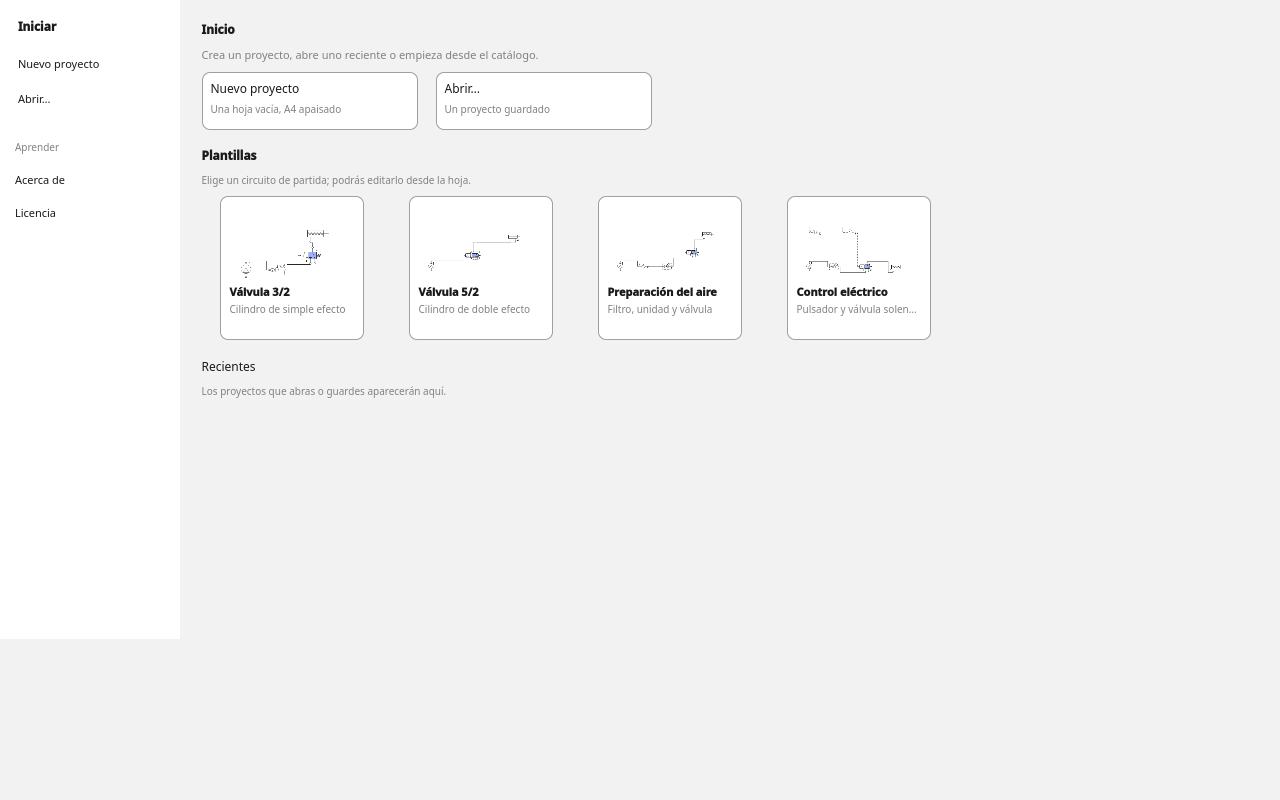 Iniciar
Nuevo proyecto
Abrir...
Aprender
Acerca de
Licencia
Inicio
Crea un proyecto, abre uno reciente o empieza desde el catálogo.
Nuevo proyecto
Una hoja vacía, A4 apaisado
Abrir...
Un proyecto guardado
Plantillas
Elige un circuito de partida; podrás editarlo desde la hoja.
Válvula 3/2
Cilindro de simple efecto
Válvula 5/2
Cilindro de doble efecto
Preparación del aire
Filtro, unidad y válvula
Control eléctrico
Pulsador y válvula solen...
Recientes
Los proyectos que abras o guardes aparecerán aquí.